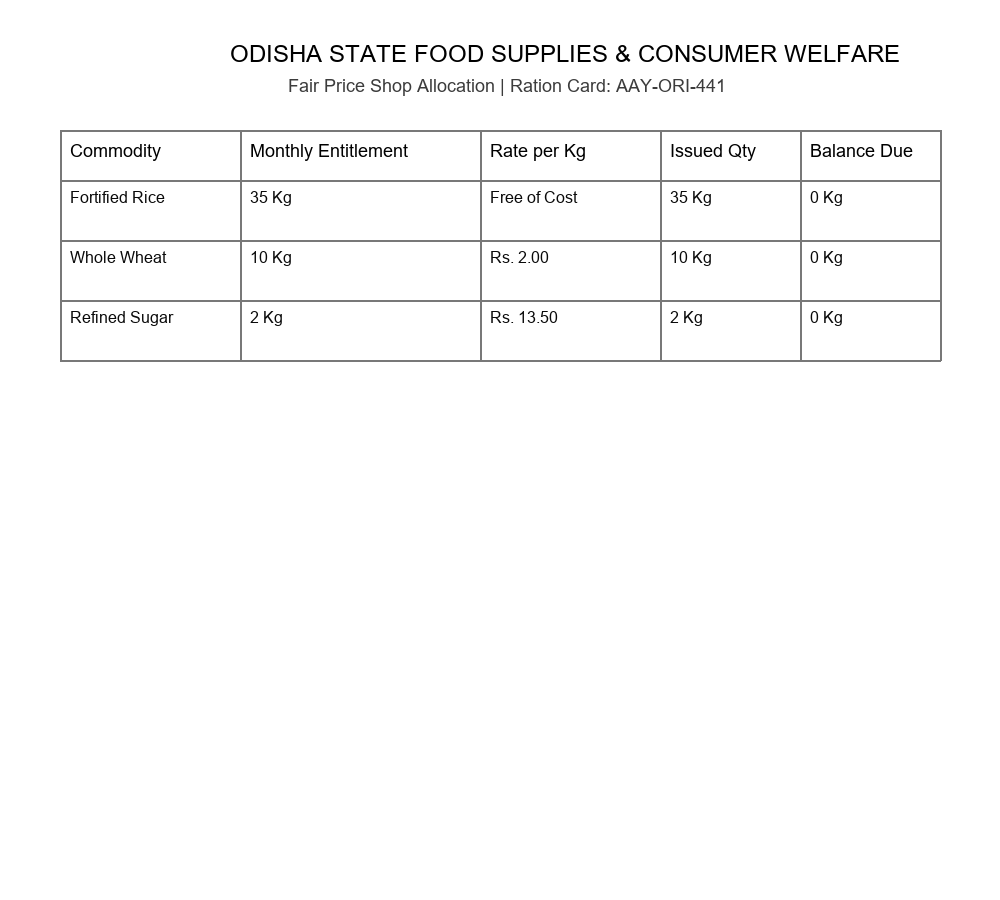 ODISHA STATE FOOD SUPPLIES & CONSUMER WELFARE
Fair Price Shop Allocation | Ration Card: AAY-ORI-441
Commodity Monthly Entitlement Rate per Kg Issued Qty Balance Due
Fortified Rice 35 Kg Free of Cost 35 Kg 0 Kg
Whole Wheat 10 Kg Rs. 2.00 10 Kg 0 Kg
Refined Sugar 2 Kg Rs. 13.50 2 Kg 0 Kg